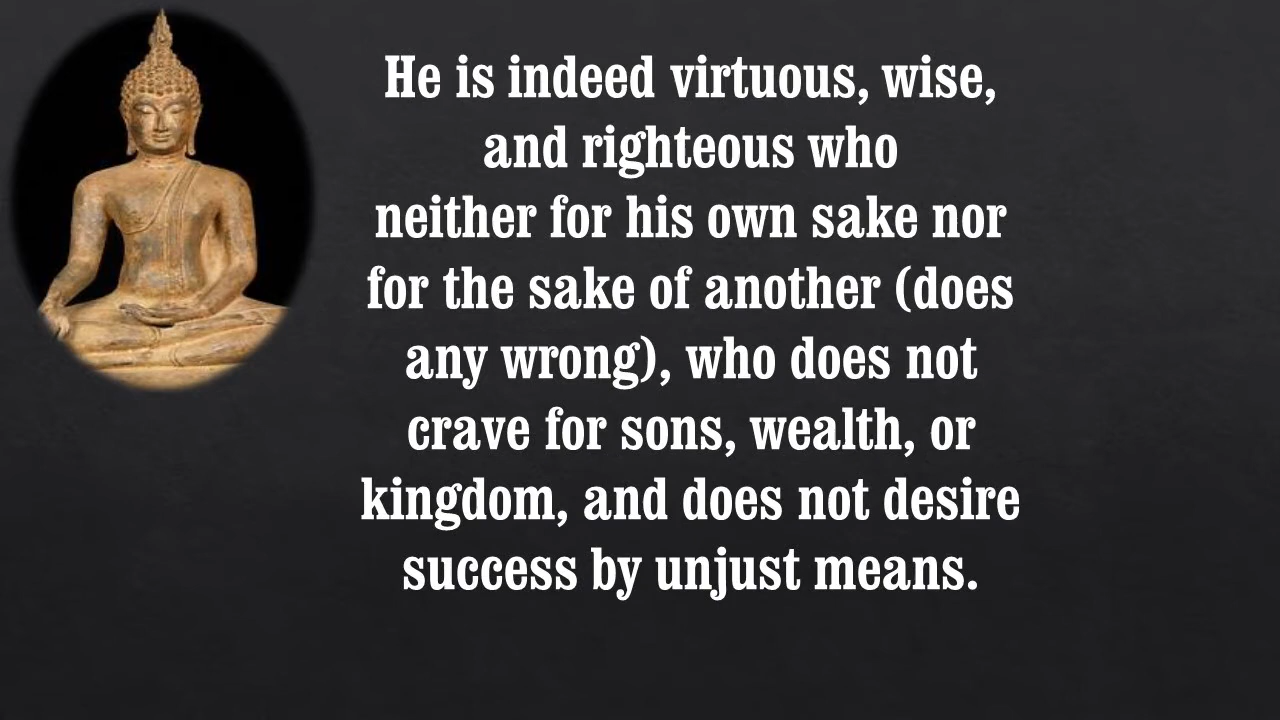 He is indeed virtuous, wise,
and righteous who
neither for his own sake nor
for the sake of another (does
any wrong), who does not
crave for sons, wealth, or
kingdom, and does not desire
success by unjust means.